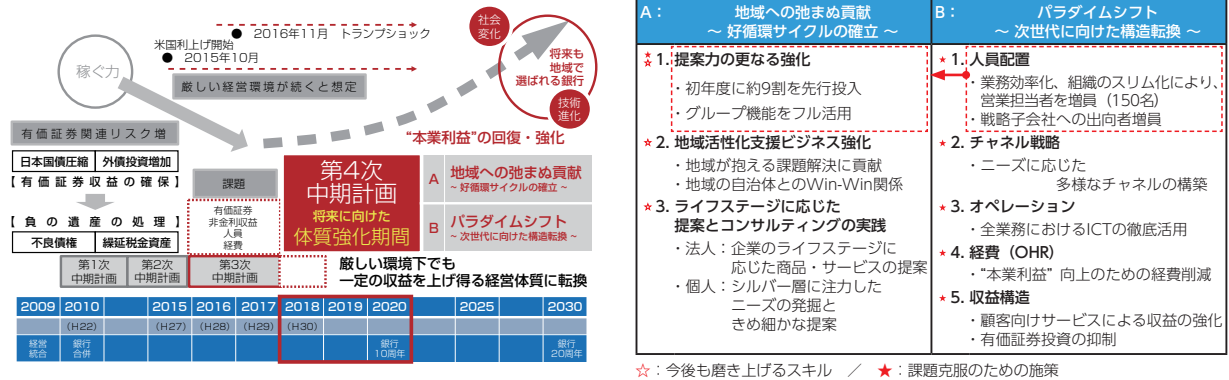 2016年11月 トランプショック
米国利上げ開始
2015年10月
厳しい経営環境が続くと想定
稼ぐ力
社会
変化
将来も
地域で
選ばれる銀行
技術
進化
“本業利益”の回復・強化
有価証券関連リスク増
日本国債圧縮 外債投資増加
【有価証券収益の確保】
【負の遺産の処理】
不良債権 繰延税金資産
課題
有価証券
非金利収益
人員
経費
第4次
中期計画
将来に向けた
体質強化期間
A 地域への弛まぬ貢献
~ 好循環サイクルの確立 ~
B パラダイムシフト
~ 次世代に向けた構造転換 ~
第1次
中期計画
第2次
中期計画
第3次
中期計画
厳しい環境下でも
一定の収益を上げ得る経営体質に転換
2009 2010 2015 2016 2017 2018 2019 2020 2025 2030
(H22) (H27) (H28) (H29) (H30)
経営
統合
銀行
合併
銀行
10周年
銀行
20周年
A: 地域への弛まぬ貢献
～ 好循環サイクルの確立 ～
☆★1. 提案力の更なる強化
・初年度に約9割を先行投入
・グループ機能をフル活用
★2. 地域活性化支援ビジネス強化
・地域が抱える課題解決に貢献
・地域の自治体とのWin-Win関係
☆3. ライフステージに応じた
提案とコンサルティングの実践
・法人：企業のライフステージに
応じた商品・サービスの提案
・個人：シルバー層に注力した
ニーズの発掘と
きめ細かな提案
B: パラダイムシフト
～ 次世代に向けた構造転換 ～
★1. 人員配置
・業務効率化、組織のスリム化により、
営業担当者を増員（150名）
・戦略子会社への出向者増員
★2. チャネル戦略
・ニーズに応じた
多様なチャネルの構築
★3. オペレーション
・全業務におけるICTの徹底活用
★4. 経費（OHR）
・“本業利益” 向上のための経費削減
★5. 収益構造
・顧客向けサービスによる収益の強化
・有価証券投資の抑制
☆：今後も磨き上げるスキル ／ ★：課題克服のための施策